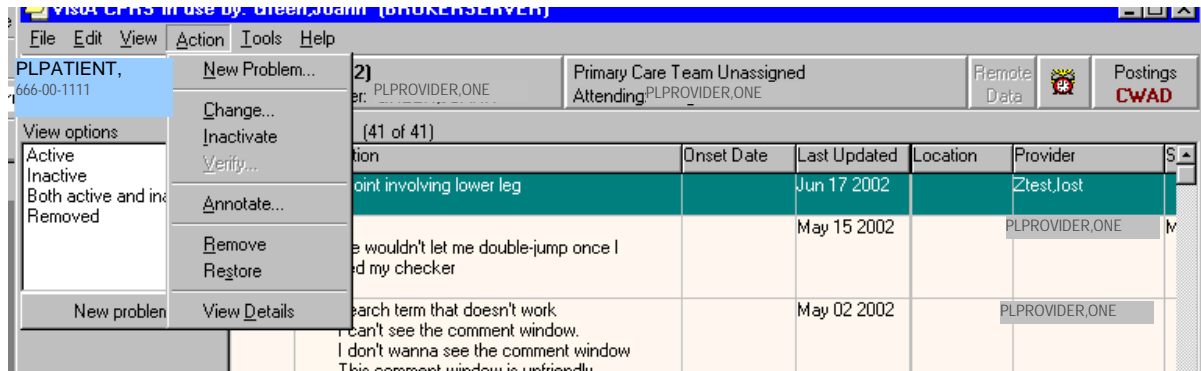 VistA CPRS in use by: Green,Joann (BROKERSERVER)
File Edit View Action Tools Help
PLPATIENT,
666-00-1111
2)
PLPROVIDER,ONE
Primary Care Team Unassigned
Attending: PLPROVIDER,ONE
Remote
Data
Postings
CWAD
New Problem...
Change...
Inactivate
Verify...
Annotate...
Remove
Restore
View Details
View options
Active
Inactive
Both active and ina
Removed
New problem
(41 of 41)
tion Onset Date Last Updated Location Provider S
oint involving lower leg Jun 17 2002 Ztest,lost
May 15 2002 PLPROVIDER,ONE M
e wouldn't let me double-jump once I
ed my checker
earch term that doesn't work May 02 2002 PLPROVIDER,ONE
I can't see the comment window.
I don't wanna see the comment window
This comment window is unfriendly